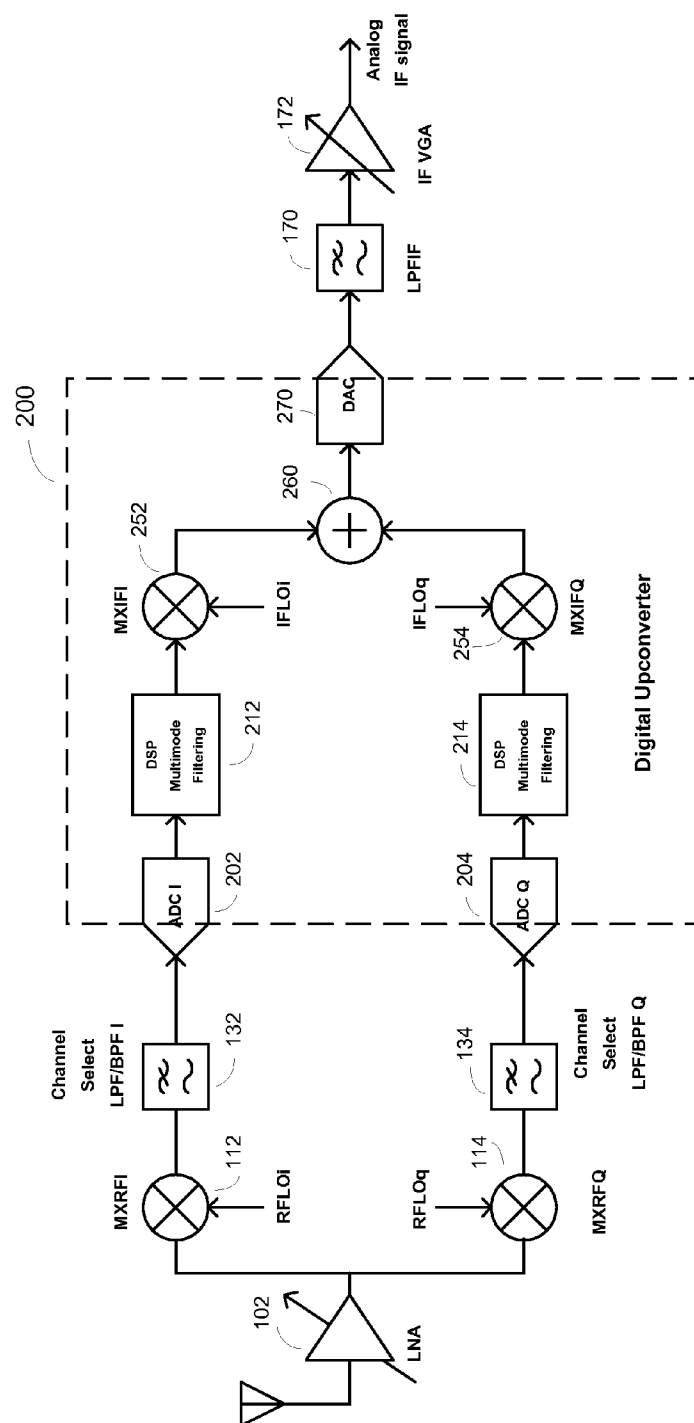 200
102
LNA
MXRFI
112
RFLOi
RFLOq
114
MXRFQ
Channel
Select
LPF/BPF I
132
134
Channel
Select
LPF/BPF Q
ADC I
202
204
ADC Q
DSP
Multimode
Filtering
212
214
DSP
Multimode
Filtering
MXIFI
252
IFLOi
IFLOq
254
MXIFQ
260
270
DAC
Digital Upconverter
170
LPFIF
172
IF VGA
Analog
IF signal